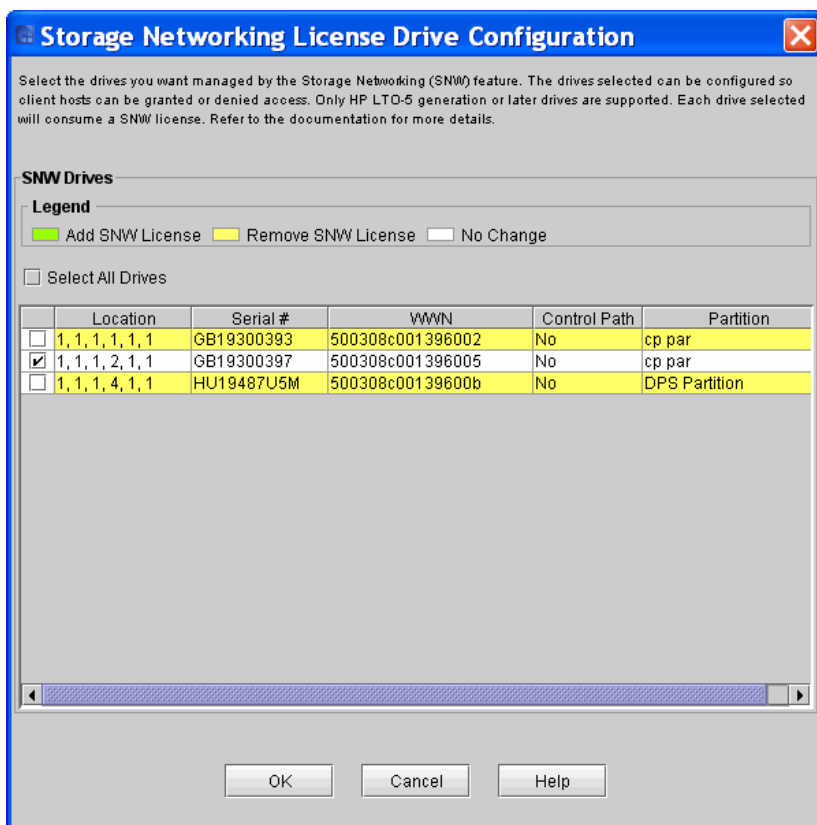 Storage Networking License Drive Configuration
Select the drives you want managed by the Storage Networking (SNW) feature. The drives selected can be configured so
client hosts can be granted or denied access. Only HP LTO-5 generation or later drives are supported. Each drive selected
will consume a SNW license. Refer to the documentation for more details.
SNW Drives
Legend
Add SNW License Remove SNW License No Change
Select All Drives
Location Serial # WWN Control Path Partition
1, 1, 1, 1, 1, 1 GB19300393 500308c001396002 No cp par
1, 1, 1, 2, 1, 1 GB19300397 500308c001396005 No cp par
1, 1, 1, 4, 1, 1 HU19487U5M 500308c00139600b No DPS Partition
OK Cancel Help